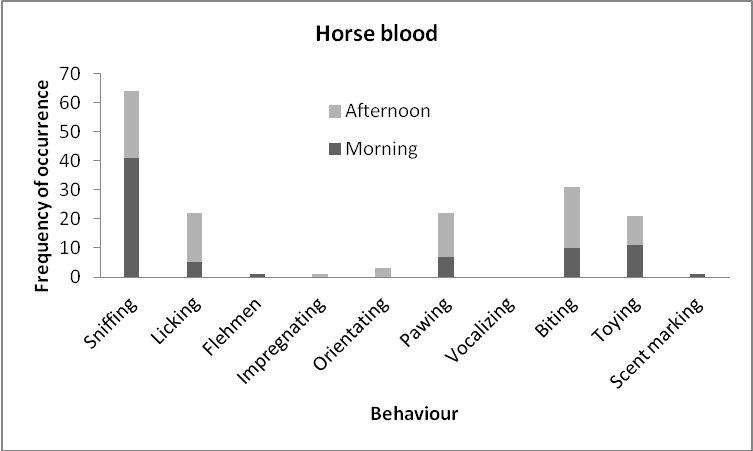 Horse blood
Frequency of occurrence
70
60
50
40
30
20
10
0
Afternoon
Morning
Sniffing
Licking
Flehmen
Impregnating
Orientating
Pawing
Vocalizing
Biting
Toying
Scent marking
Behaviour